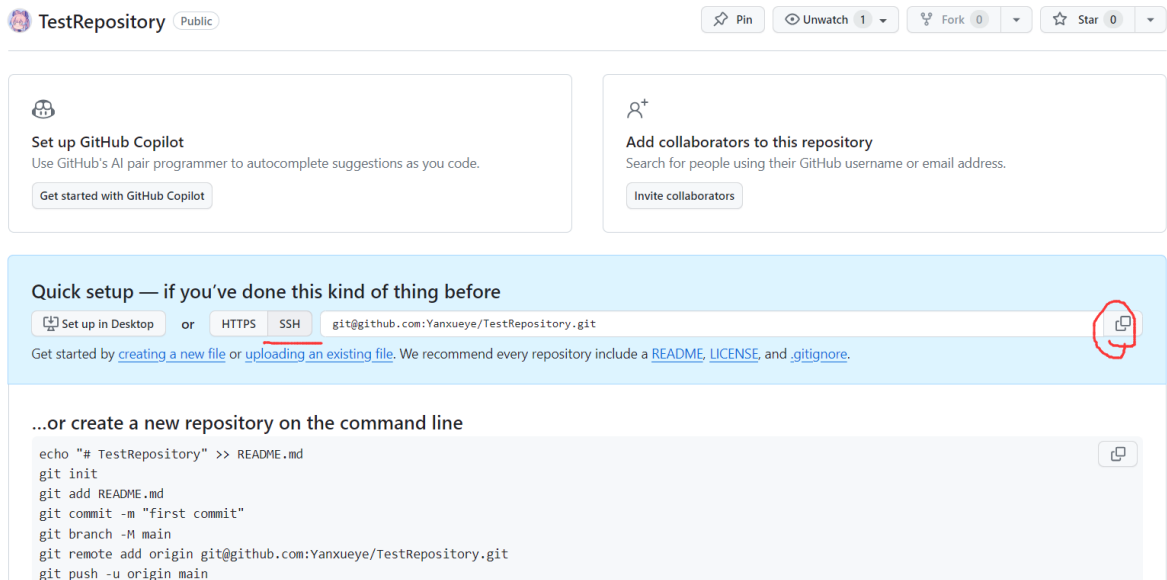 TestRepository Public
Pin
Unwatch 1
Fork 0
Star 0
Set up GitHub Copilot
Use GitHub's AI pair programmer to autocomplete suggestions as you code.
Get started with GitHub Copilot
Add collaborators to this repository
Search for people using their GitHub username or email address.
Invite collaborators
Quick setup — if you've done this kind of thing before
Set up in Desktop or HTTPS SSH git@github.com:Yanxueye/TestRepository.git
Get started by creating a new file or uploading an existing file. We recommend every repository include a README, LICENSE, and .gitignore.
...or create a new repository on the command line
echo "# TestRepository" >> README.md
git init
git add README.md
git commit -m "first commit"
git branch -M main
git remote add origin git@github.com:Yanxueye/TestRepository.git
git push -u origin main